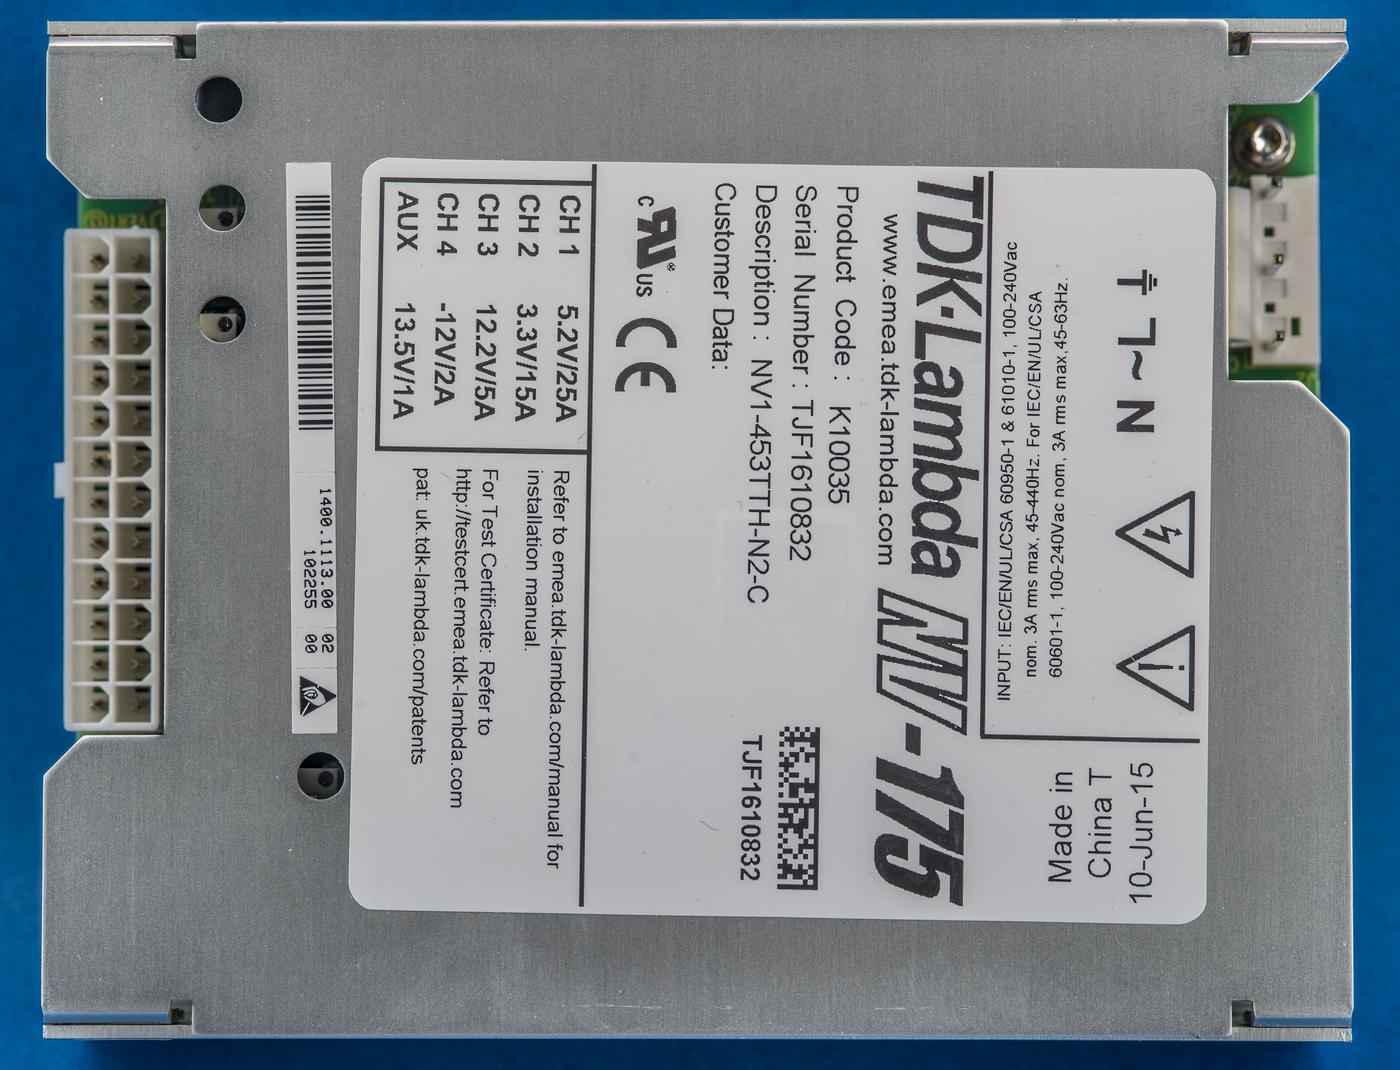 INPUT: IEC/EN/UL/CSA 60950-1 & 61010-1, 100-240Vac
nom. 3A rms max, 45-440Hz. For IEC/EN/UL/CSA
60601-1, 100-240Vac nom, 3A rms max,45-63Hz.
L ~ N
Made in
China T
10-Jun-15
TDK·Lambda NV-175
www.emea.tdk-lambda.com
Product Code : K10035
Serial Number : TJF1610832
Description : NV1-453TTH-N2-C
Customer Data:
TJF1610832
c RU ® US CE
CH 1 5.2V/25A
CH 2 3.3V/15A
CH 3 12.2V/5A
CH 4 -12V/2A
AUX 13.5V/1A
Refer to emea.tdk-lambda.com/manual for
installation manual.
For Test Certificate: Refer to
http://testcert.emea.tdk-lambda.com
pat: uk.tdk-lambda.com/patents
1400.1113.00 02
102255 00